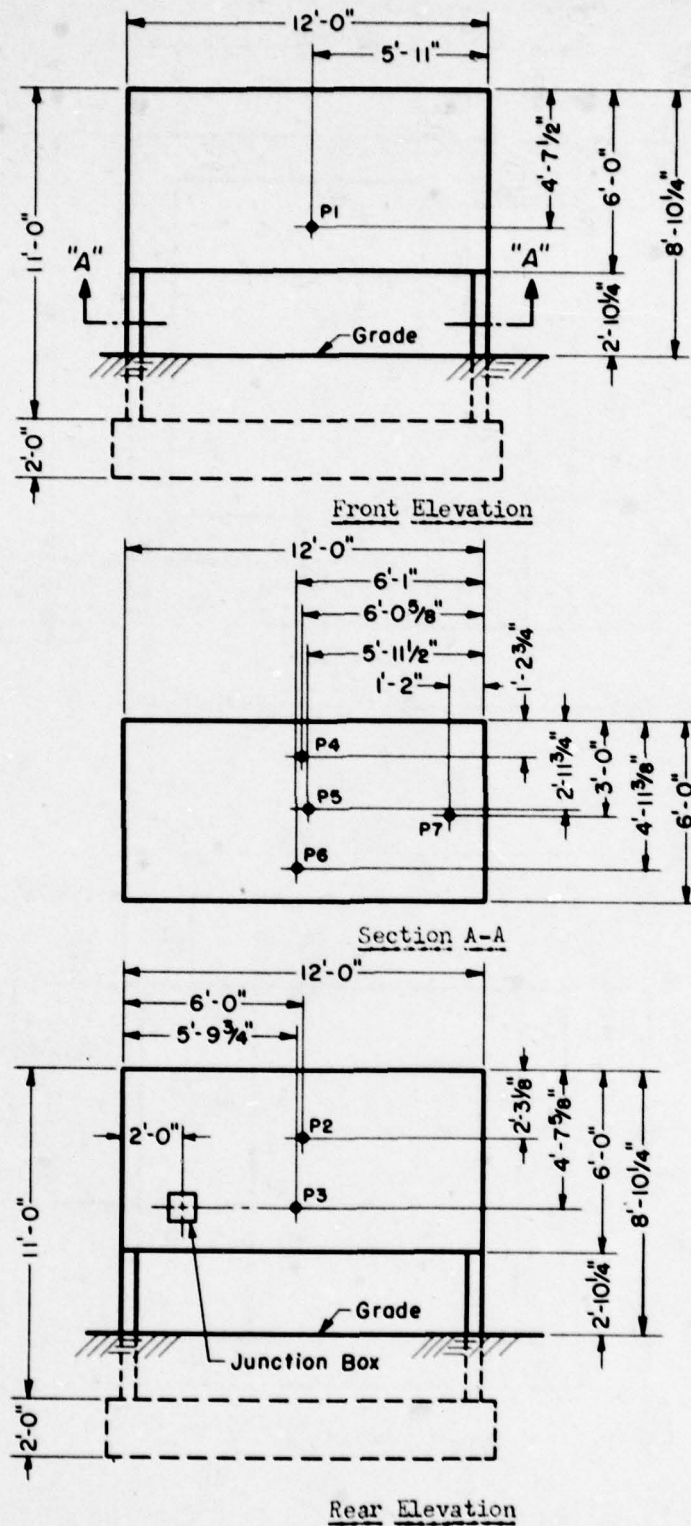 12'-0"
5'-11"
4'-7 1/2"
6'-0"
8'-10 1/4"
11'-0"
P1
"A"
"A"
2'-10 1/4"
Grade
2'-0"
Front Elevation
12'-0"
6'-1"
6'-0 5/8"
5'-11 1/2"
1'-2"
1'-2 3/4"
P4
P5
P7
P6
2'-11 3/4"
3'-0"
4'-11 3/8"
6'-0"
Section A-A
12'-0"
6'-0"
5'-9 3/4"
2'-3 1/8"
4'-7 5/8"
6'-0"
8'-10 1/4"
2'-0"
P2
P3
11'-0"
2'-10 1/4"
Grade
Junction Box
2'-0"
Rear Elevation